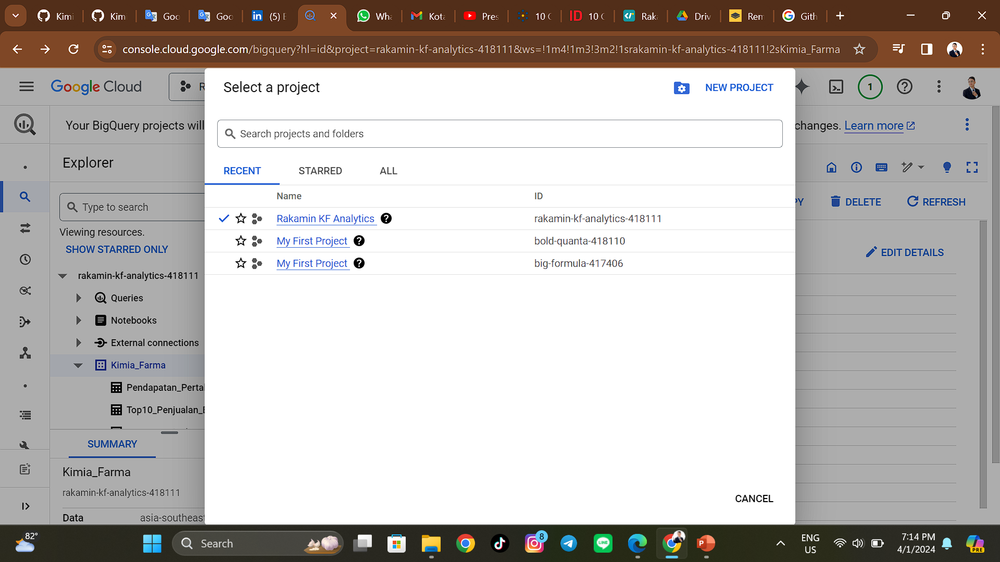 Kimi
Kimi
Goo
Goo
(5) E
Wha
Kota
Pres
10 C
10 C
Rak
Driv
Rem
Gith
console.cloud.google.com/bigquery?hl=id&project=rakamin-kf-analytics-418111&ws=!1m4!1m3!3m2!1srakamin-kf-analytics-418111!2sKimia_Farma
Google Cloud
R
1
Select a project
NEW PROJECT
Your BigQuery projects will
changes. Learn more
Search projects and folders
Explorer
RECENT
STARRED
ALL
Name
ID
Type to search
PY
DELETE
REFRESH
Rakamin KF Analytics
rakamin-kf-analytics-418111
Viewing resources.
My First Project
bold-quanta-418110
SHOW STARRED ONLY
EDIT DETAILS
My First Project
big-formula-417406
rakamin-kf-analytics-418111
Queries
Notebooks
External connections
Kimia_Farma
Pendapatan_Perta
Top10_Penjualan_
SUMMARY
Kimia_Farma
rakamin-kf-analytics-418111
CANCEL
Data
asia-southeast
82°
Search
8
LINE
P
ENG
US
7:14 PM
4/1/2024
PRE